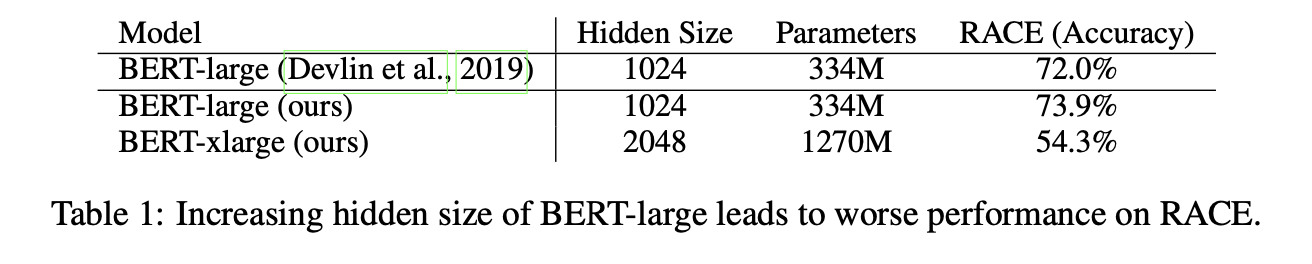 Model Hidden Size Parameters RACE (Accuracy)
BERT-large (Devlin et al., 2019) 1024 334M 72.0%
BERT-large (ours) 1024 334M 73.9%
BERT-xlarge (ours) 2048 1270M 54.3%
Table 1: Increasing hidden size of BERT-large leads to worse performance on RACE.